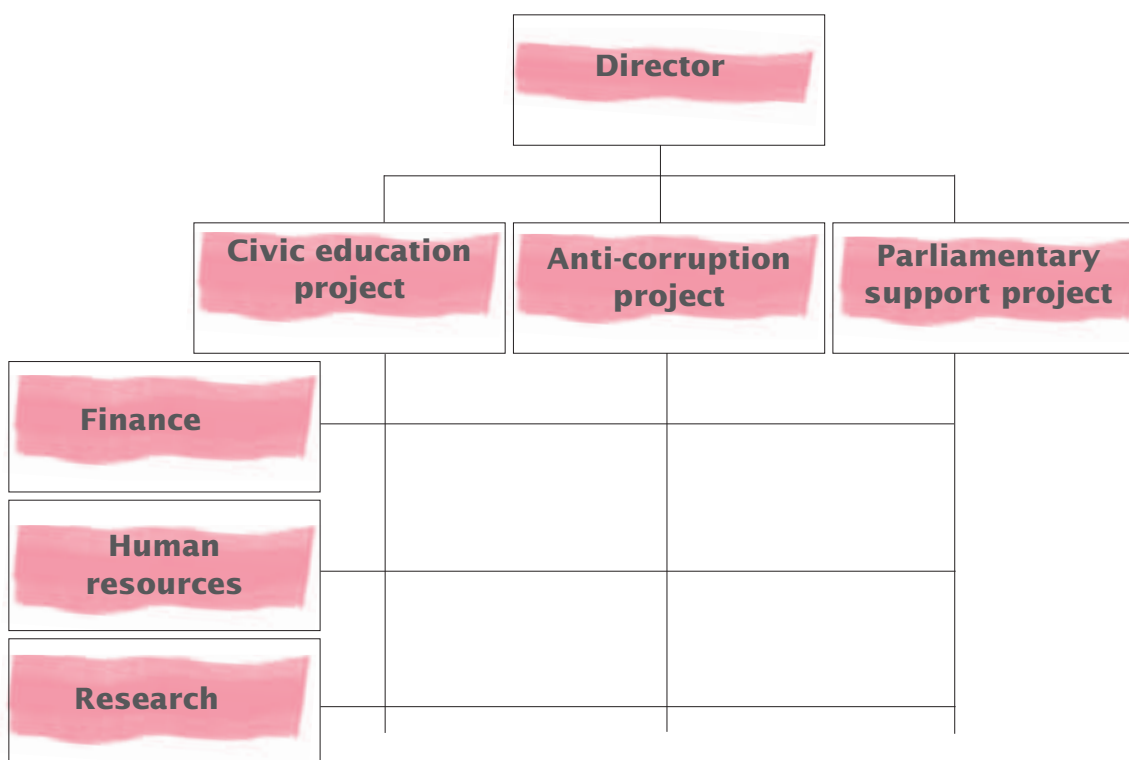 Director
Civic education
project
Anti-corruption
project
Parliamentary
support project
Finance
Human
resources
Research